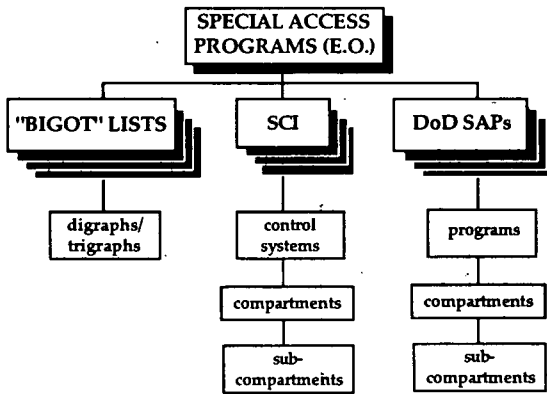 SPECIAL ACCESS
PROGRAMS (E.O.)
"BIGOT" LISTS
SCI
DoD SAPs
digraphs/
trigraphs
control
systems
programs
compartments
compartments
sub-
compartments
sub-
compartments